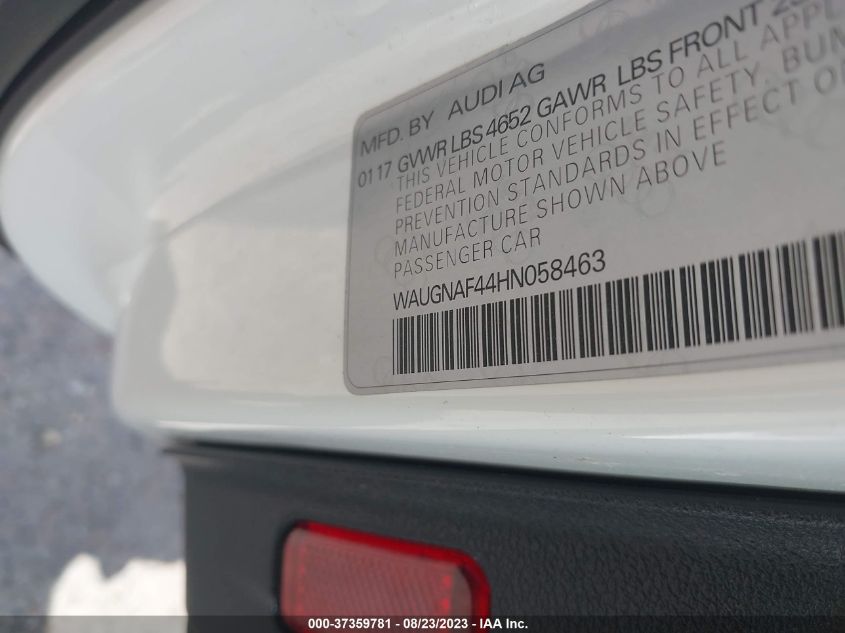 MFD. BY AUDI AG
01 17 GVWR LBS 4652 GAWR LBS FRONT
THIS VEHICLE CONFORMS TO ALL
FEDERAL MOTOR VEHICLE SAFETY,
PREVENTION STANDARDS IN EFFECT
MANUFACTURE SHOWN ABOVE
PASSENGER CAR
WAUGNAF44HN058463
000-37359781 - 08/23/2023 - IAA Inc.